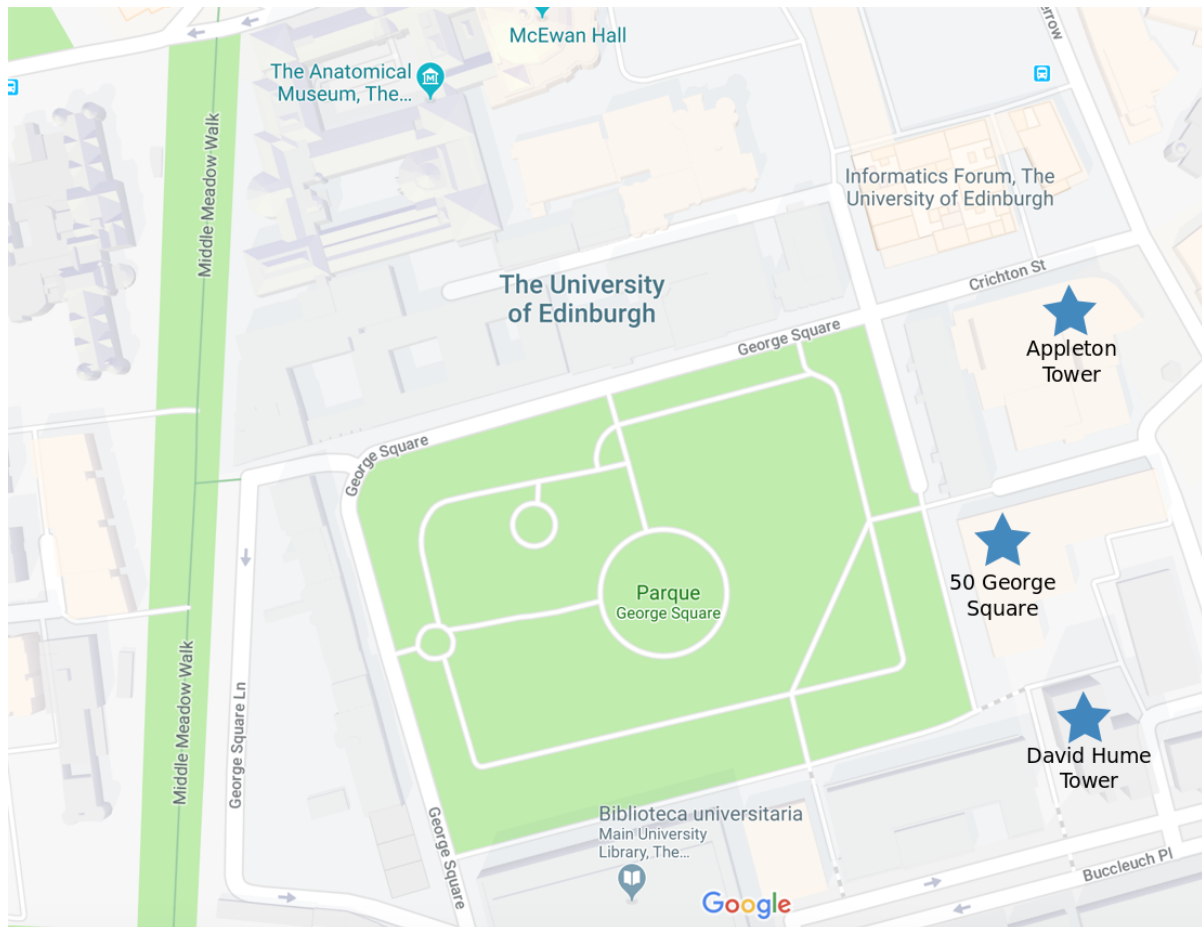 McEwan Hall
The Anatomical
Museum, The...
Middle Meadow Walk
Informatics Forum, The
University of Edinburgh
The University
of Edinburgh
Crichton St
George Square
Appleton
Tower
George Square
50 George
Square
Parque
George Square
Middle Meadow Walk
George Square Ln
David Hume
Tower
George Square
Biblioteca universitaria
Main University
Library, The...
Buccleuch Pl
Google